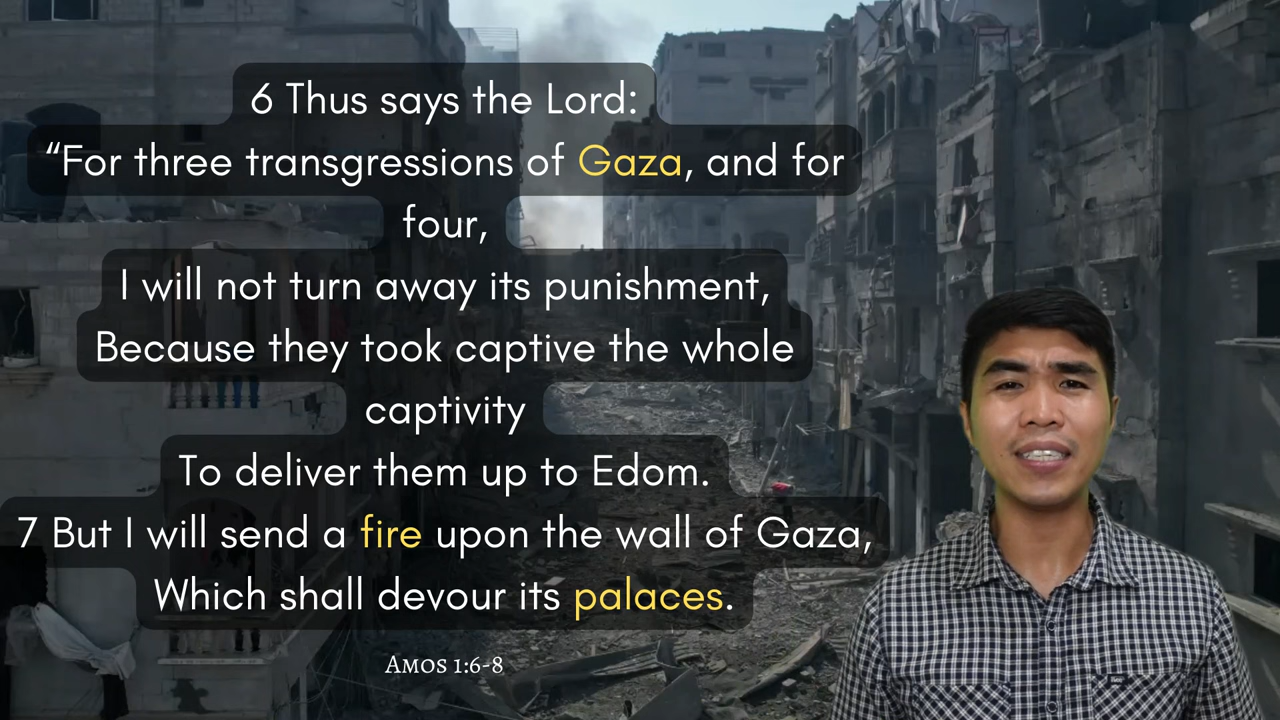 6 Thus says the Lord:
“For three transgressions of Gaza, and for
four,
I will not turn away its punishment,
Because they took captive the whole
captivity
To deliver them up to Edom.
7 But I will send a fire upon the wall of Gaza,
Which shall devour its palaces.
Amos 1:6-8